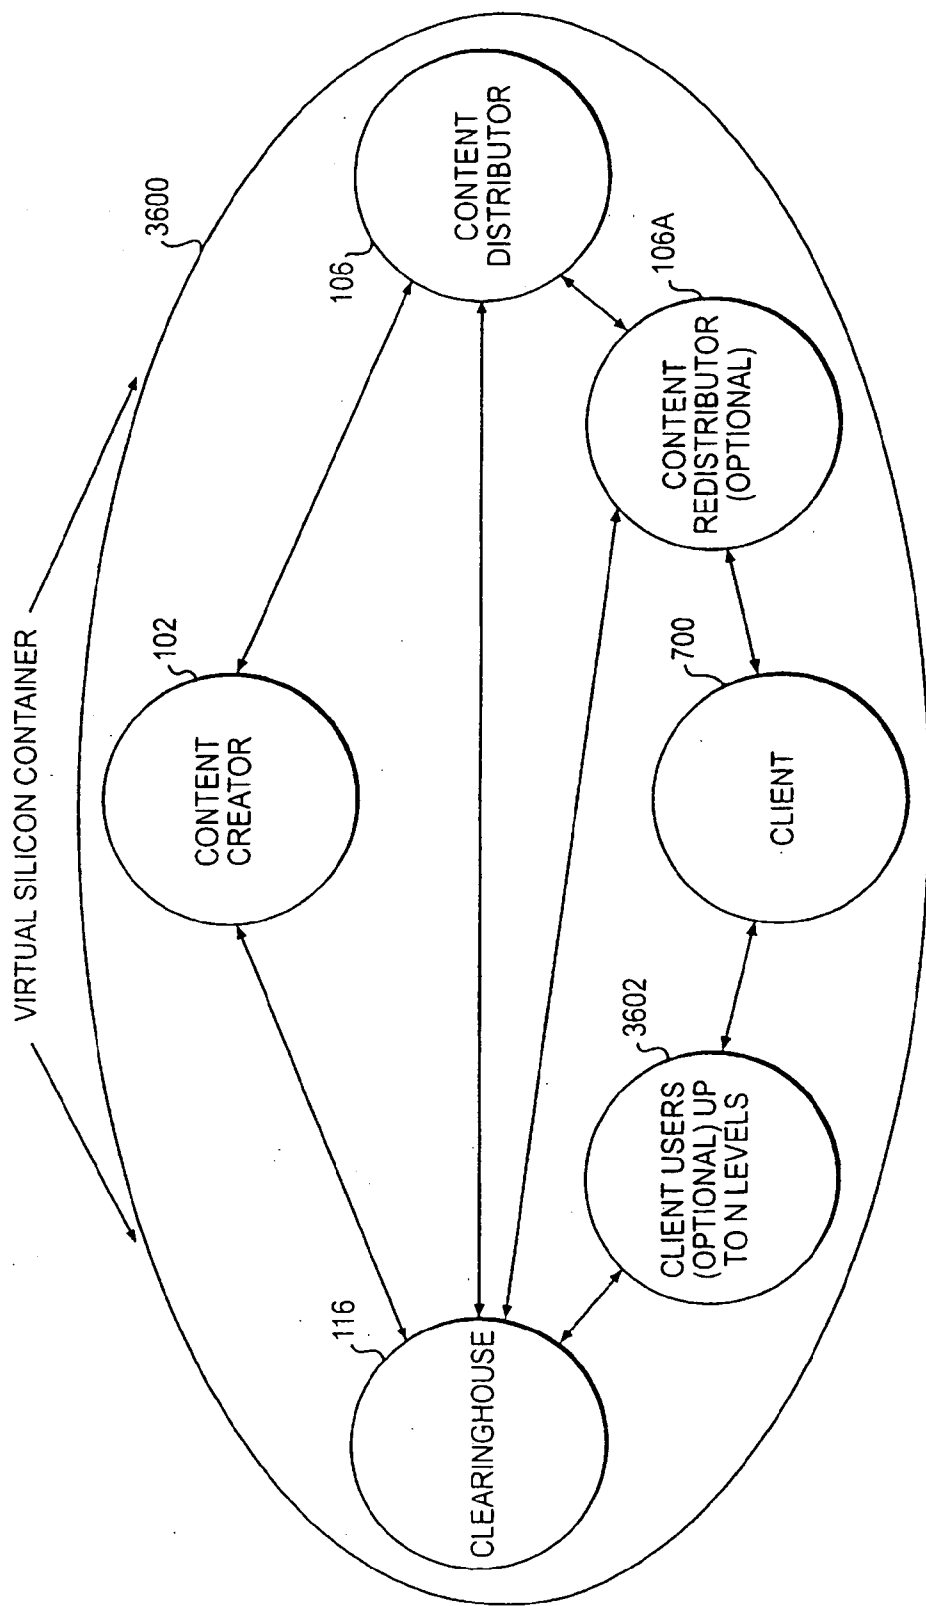 VIRTUAL SILICON CONTAINER
3600
102
CONTENT
CREATOR
116
CLEARINGHOUSE
106
CONTENT
DISTRIBUTOR
3602
CLIENT USERS
(OPTIONAL) UP
TO N LEVELS
700
CLIENT
106A
CONTENT
REDISTRIBUTOR
(OPTIONAL)